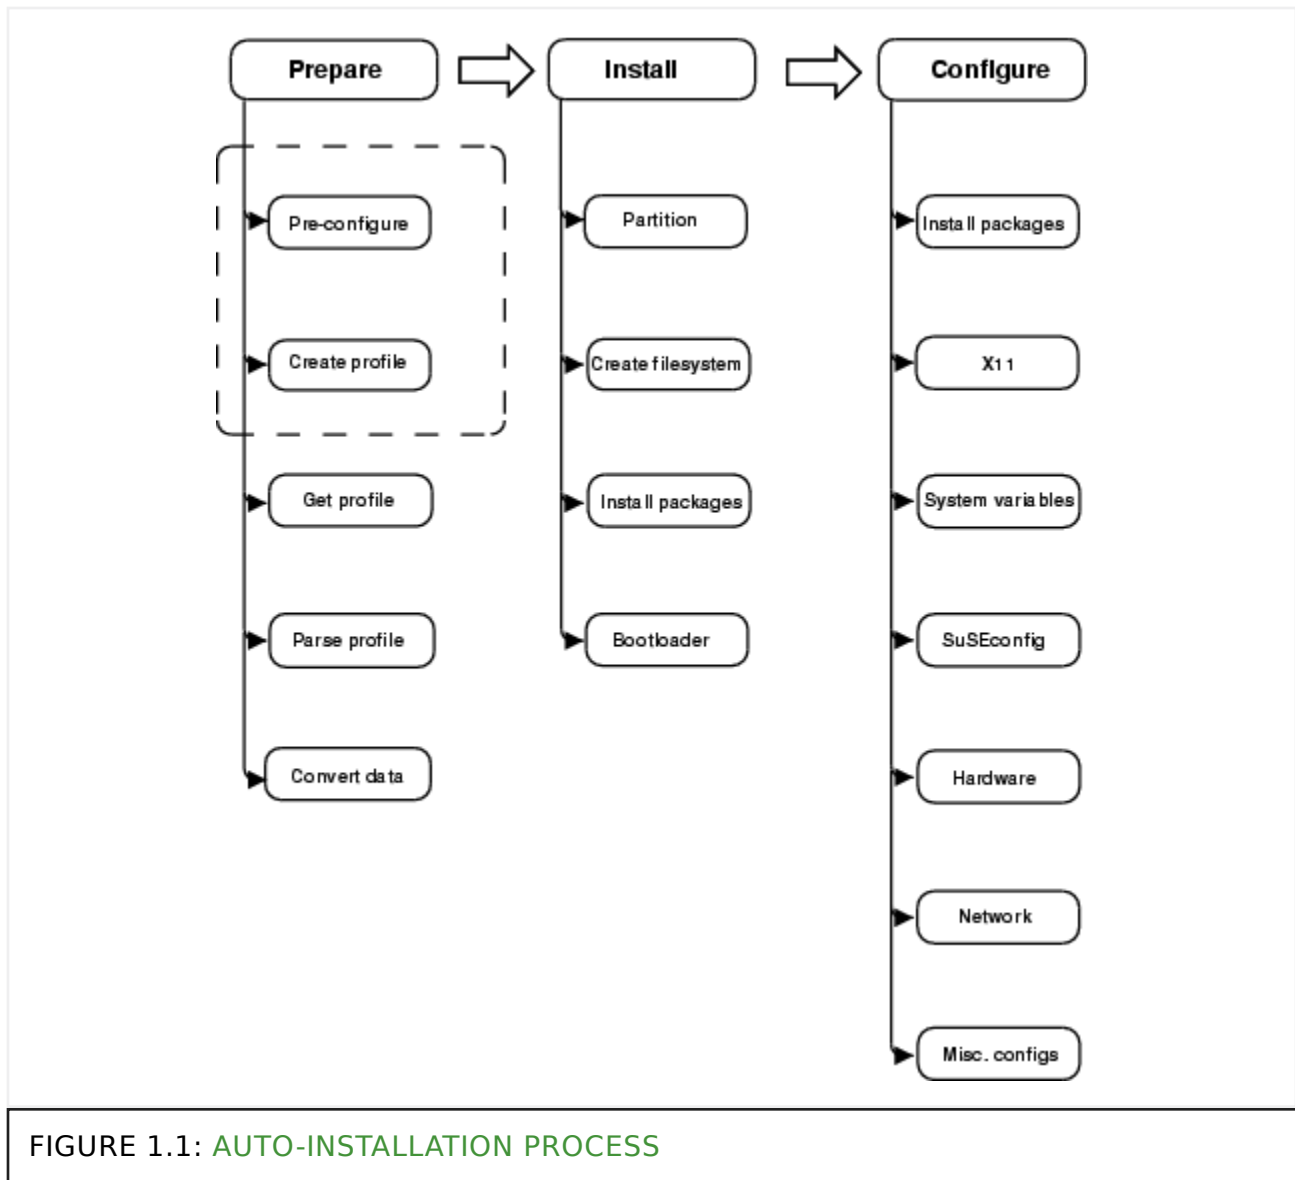 Prepare
Install
Configure
Pre-configure
Create profile
Get profile
Parse profile
Convert data
Partition
Create filesystem
Install packages
Bootloader
Install packages
X11
System variables
SuSEconfig
Hardware
Network
Misc. configs
FIGURE 1.1: AUTO-INSTALLATION PROCESS